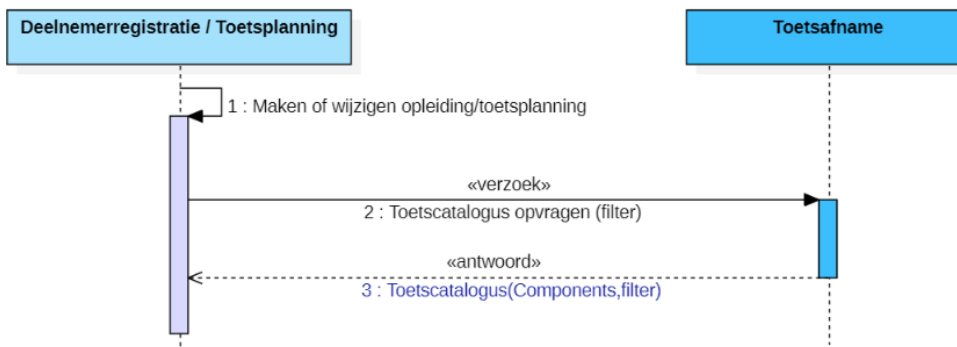 Deelnemerregistratie / Toetsplanning
Toetsafname
1 : Maken of wijzigen opleiding/toetsplanning
«verzoek»
2 : Toetscatalogus opvragen (filter)
«antwoord»
3 : Toetscatalogus(Components,filter)